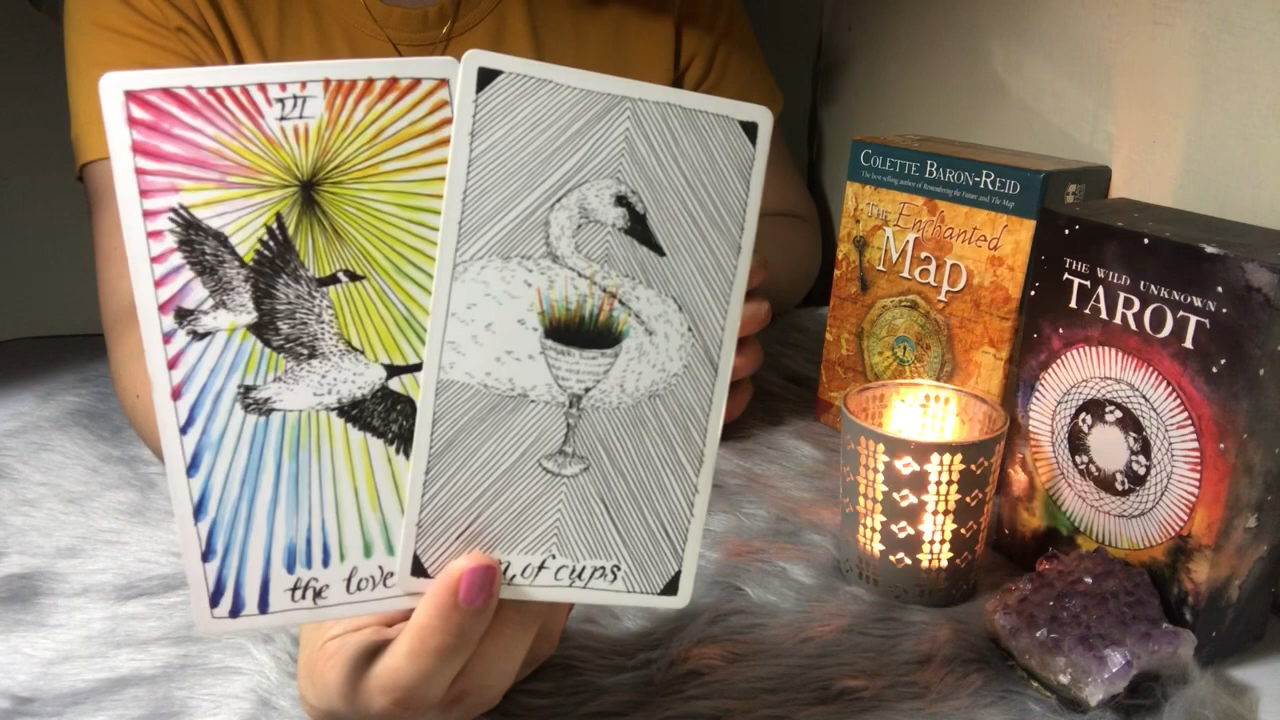 VI
the love
of cups
COLETTE BARON-REID
The best-selling author of Remembering the Future and The Map
THE Enchanted
Map
THE WILD UNKNOWN
TAROT